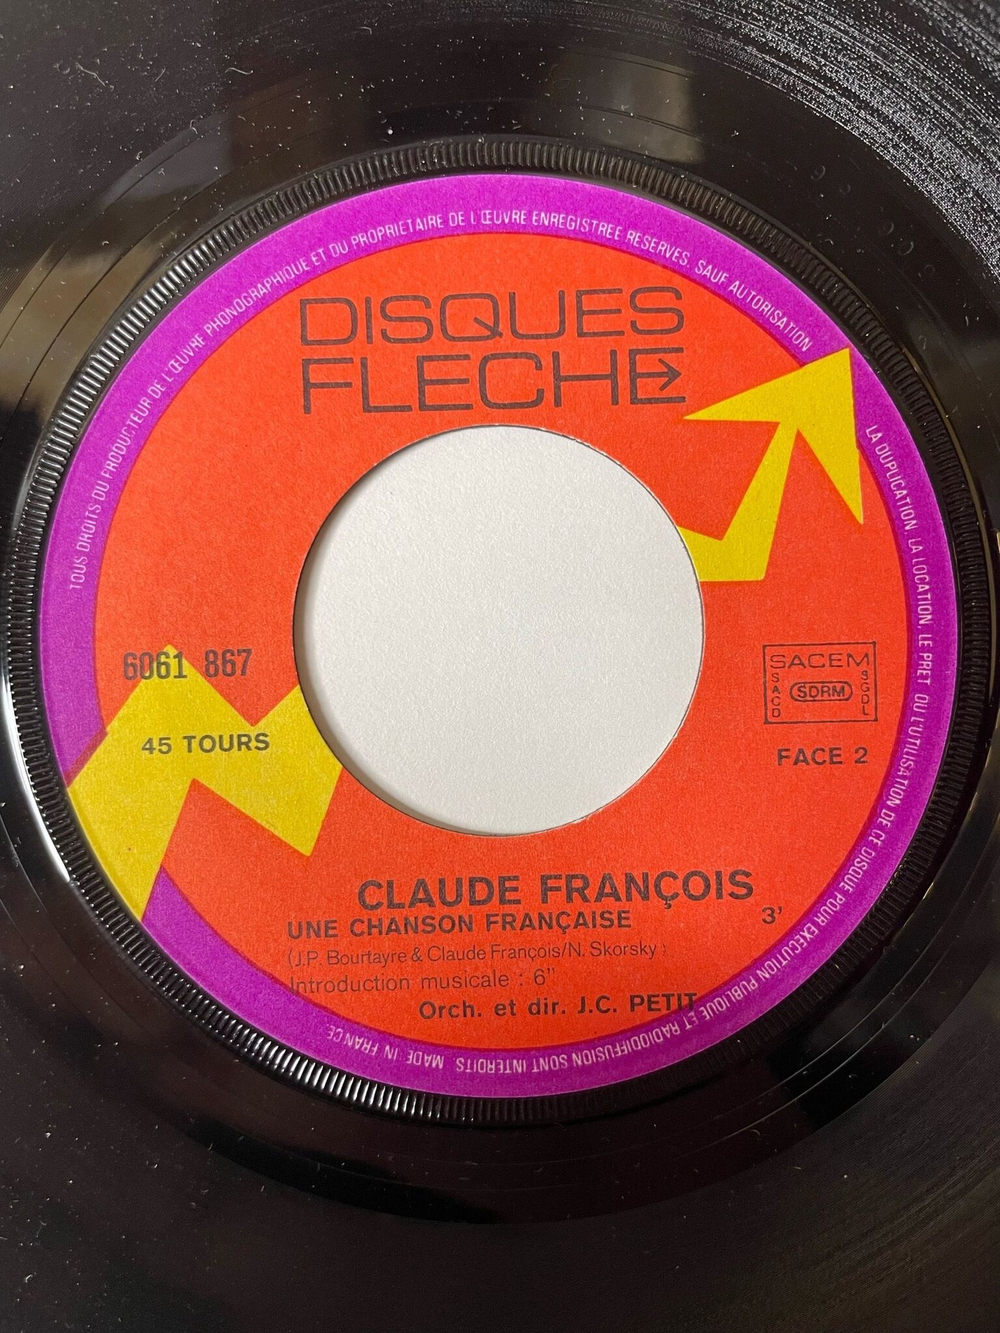 TOUS DROITS DU PRODUCTEUR DE L'ŒUVRE PHONOGRAPHIQUE ET DU PROPRIETAIRE DE L'ŒUVRE ENREGISTREE RESERVES. SAUF AUTORISATION
LA DUPLICATION, LA LOCATION, LE PRET OU L'UTILISATION DE CE DISQUE POUR EXECUTION PUBLIQUE ET RADIODIFFUSION SONT INTERDITS. MADE IN FRANCE
DISQUES
FLECHE
6061 867
45 TOURS
SACEM
SACD
SDRM
SGDL
FACE 2
CLAUDE FRANÇOIS
UNE CHANSON FRANÇAISE 3'
(J.P. Bourtayre & Claude François/N. Skorsky)
Introduction musicale : 6"
Orch. et dir. J.C. PETIT